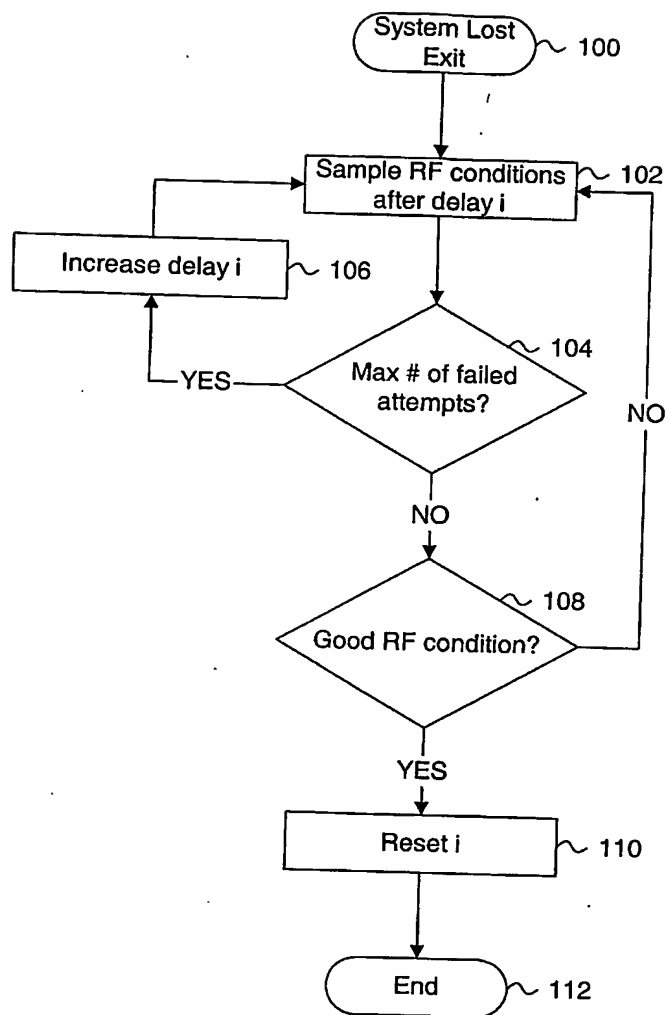 System Lost
Exit
100
Sample RF conditions
after delay i
102
Increase delay i
106
104
Max # of failed
attempts?
YES
NO
NO
108
Good RF condition?
YES
Reset i
110
End
112